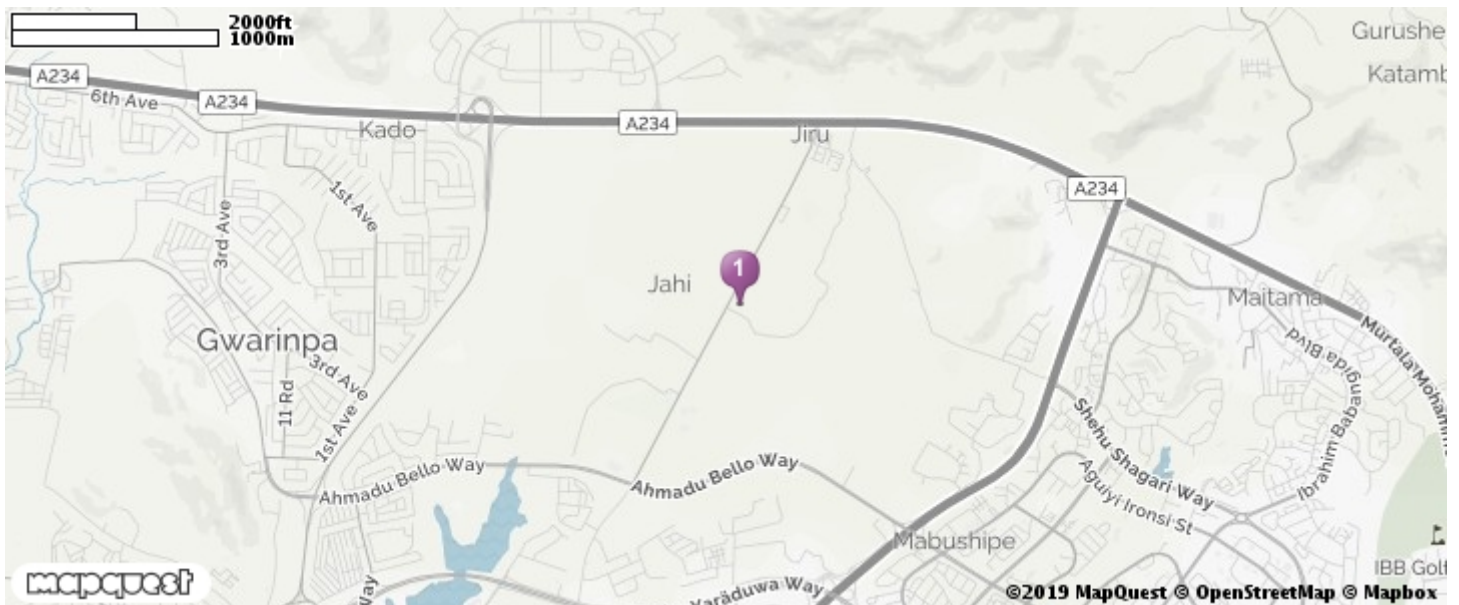 2000ft
1000m
Gurushe
Katamb
A234
6th Ave
A234
Kado
A234
Jiru
A234
1st Ave
3rd Ave
Jahi
1
Maitama
Gwarinpa
Murtala Mohamm
Ibrahim Babangida Blvd
3rd Ave
11 Rd
1st Ave
Shehu Shagari Way
Ahmadu Bello Way
Ahmadu Bello Way
Aguiyi Ironsi St
Mabushipe
IBB Golf
mapquest
Way
Yarăduwa Way
©2019 MapQuest © OpenStreetMap © Mapbox